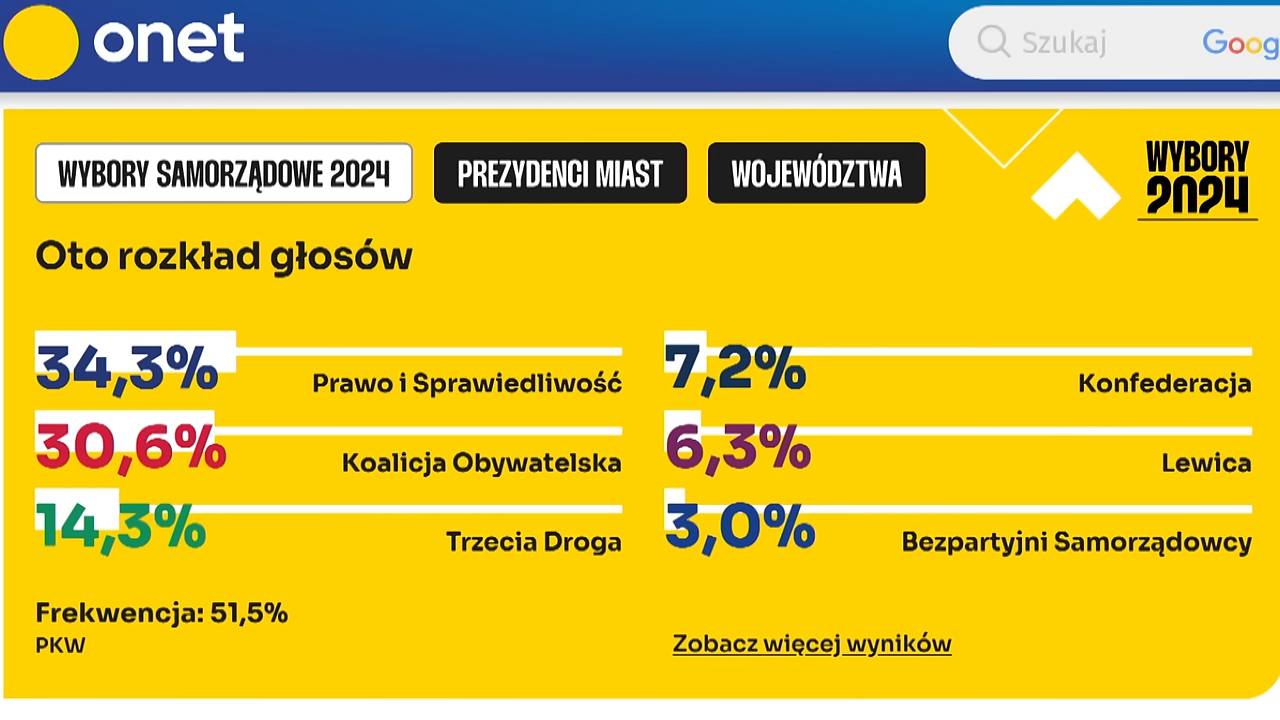 onet
Szukaj
Goog
WYBORY SAMORZĄDOWE 2024
PREZYDENCI MIAST
WOJEWÓDZTWA
WYBORY
2024
Oto rozkład głosów
34,3%
Prawo i Sprawiedliwość
30,6%
Koalicja Obywatelska
14,3%
Trzecia Droga
7,2%
Konfederacja
6,3%
Lewica
3,0%
Bezpartyjni Samorządowcy
Frekwencja: 51,5%
PKW
Zobacz więcej wyników